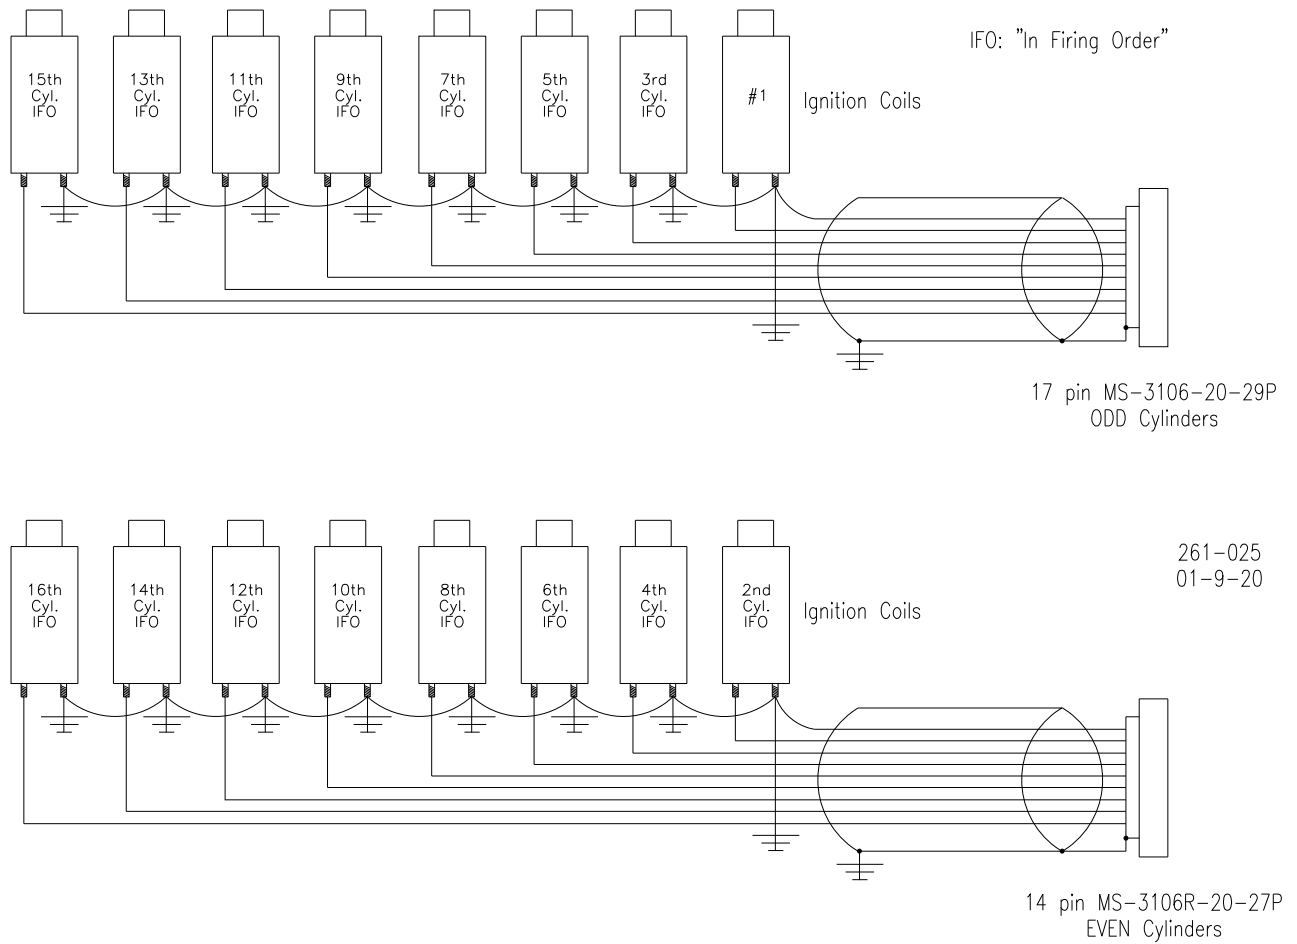 IFO: "In Firing Order"
15th
Cyl.
IFO
13th
Cyl.
IFO
11th
Cyl.
IFO
9th
Cyl.
IFO
7th
Cyl.
IFO
5th
Cyl.
IFO
3rd
Cyl.
IFO
#1
Ignition Coils
17 pin MS-3106-20-29P
ODD Cylinders
261-025
01-9-20
16th
Cyl.
IFO
14th
Cyl.
IFO
12th
Cyl.
IFO
10th
Cyl.
IFO
8th
Cyl.
IFO
6th
Cyl.
IFO
4th
Cyl.
IFO
2nd
Cyl.
IFO
Ignition Coils
14 pin MS-3106R-20-27P
EVEN Cylinders